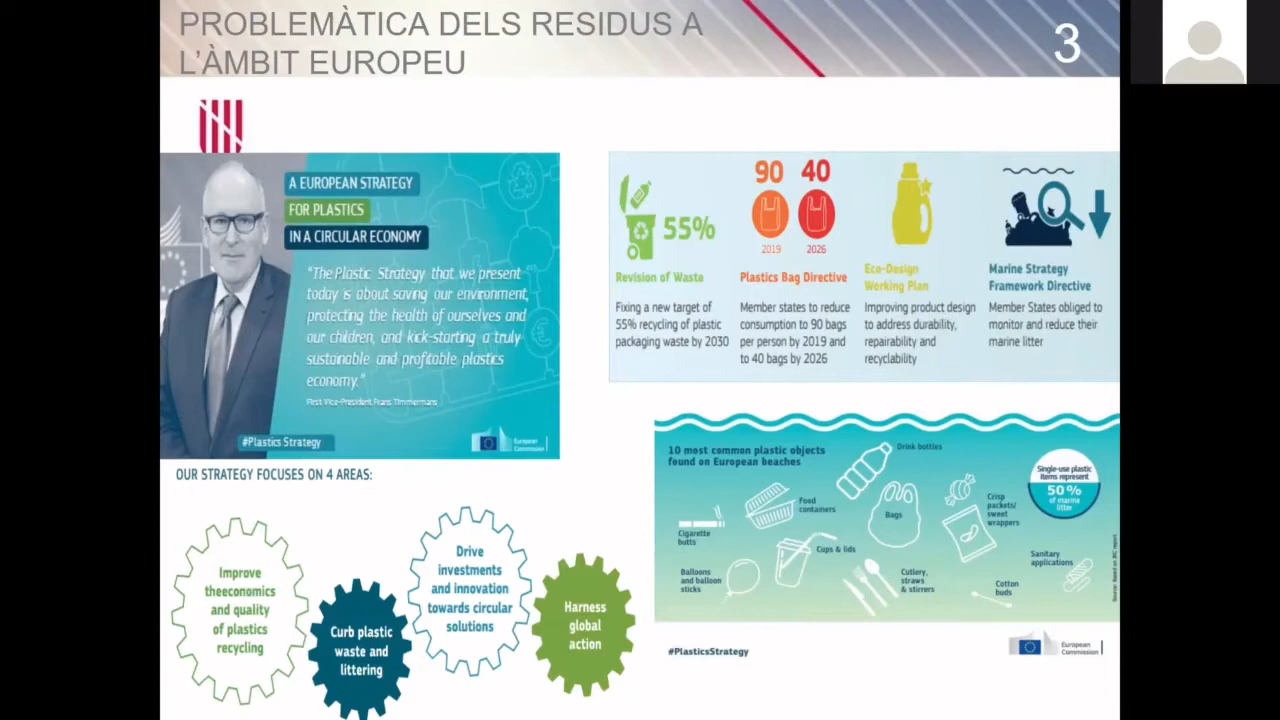 PROBLEMÀTICA DELS RESIDUS A
L'ÀMBIT EUROPEU
3
A EUROPEAN STRATEGY
FOR PLASTICS
IN A CIRCULAR ECONOMY
"The Plastic Strategy that we present
today is about saving our environment,
protecting the health of ourselves and
our children, and kick-starting a truly
sustainable and profitable plastics
economy."
First Vice-President Frans Timmermans
#Plastics Strategy
European
Commission
55%
Revision of Waste
Fixing a new target of
55% recycling of plastic
packaging waste by 2030
90 40
2019 2026
Plastics Bag Directive
Member states to reduce
consumption to 90 bags
per person by 2019 and
to 40 bags by 2026
Eco-Design
Working Plan
Improving product design
to address durability,
repairability and
recyclability
Marine Strategy
Framework Directive
Member States obliged to
monitor and reduce their
marine litter
OUR STRATEGY FOCUSES ON 4 AREAS:
Improve
theeconomics
and quality
of plastics
recycling
Curb plastic
waste and
littering
Drive
investments
and innovation
towards circular
solutions
Harness
global
action
10 most common plastic objects
found on European beaches
Drink bottles
Single-use plastic
items represent
50%
of marine
litter
Food
containers
Bags
Crisp
packets/
sweet
wrappers
Cigarette
butts
Cups & lids
Sanitary
applications
Balloons
and balloon
sticks
Cutlery,
straws
& stirrers
Cotton
buds
Source: Based on JRC report
#PlasticsStrategy
European
Commission